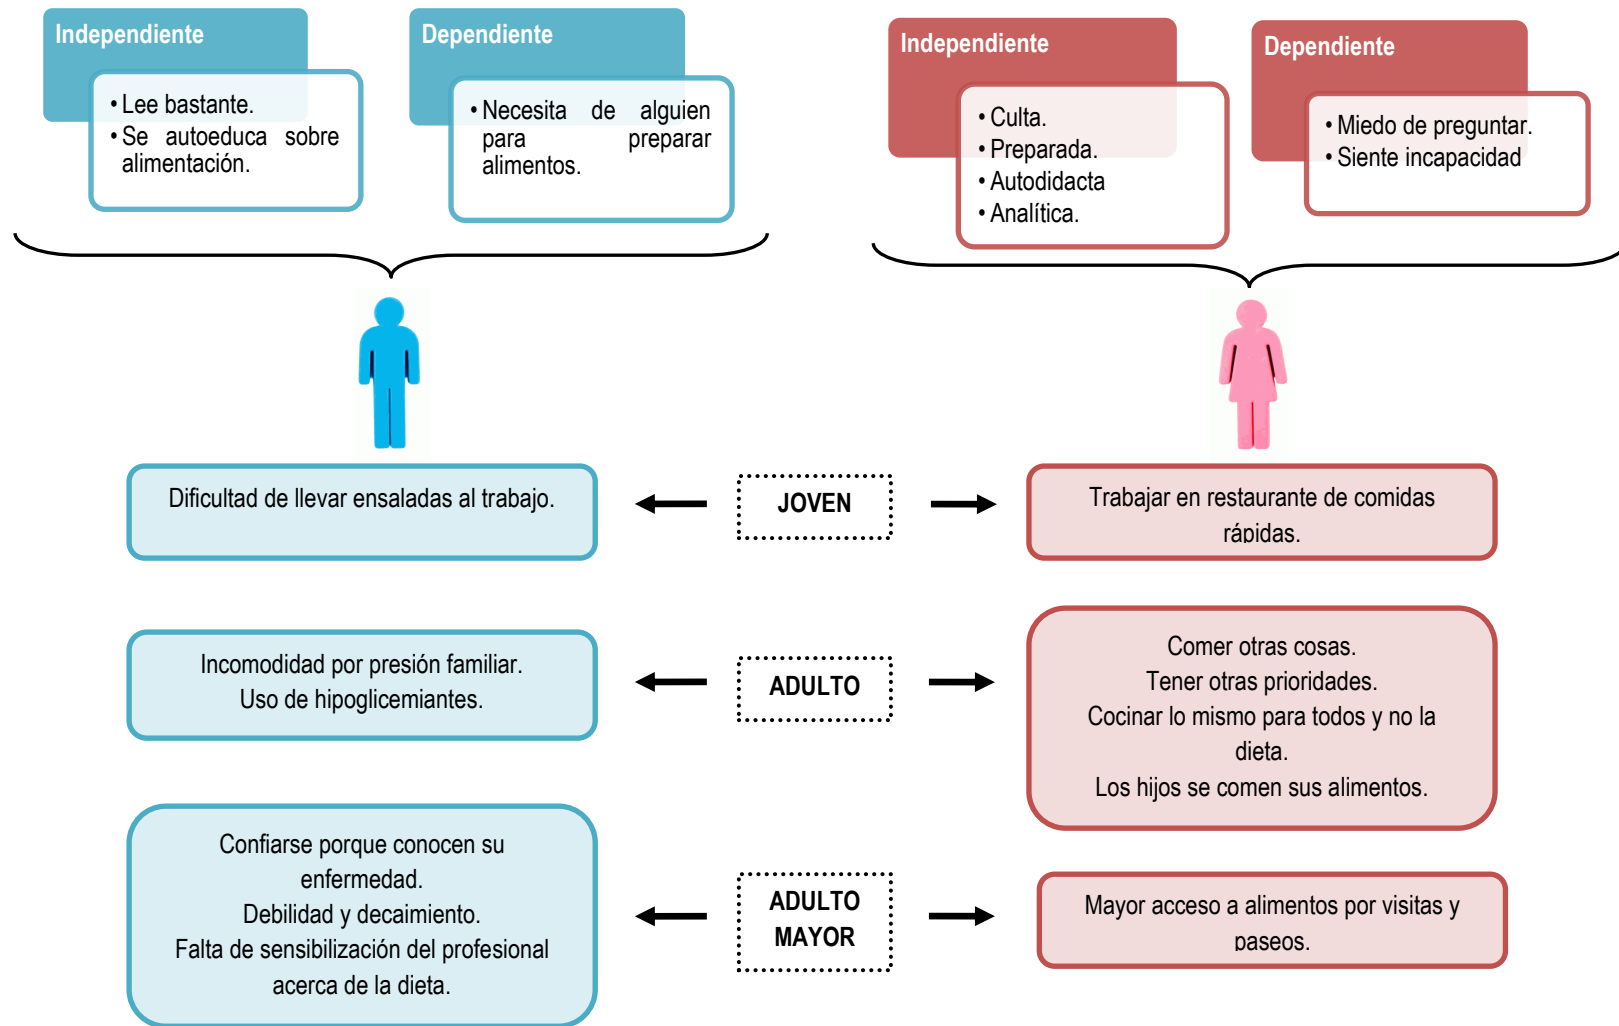 Independiente
• Lee bastante.
• Se autoeduca sobre
alimentación.
Dependiente
• Necesita de alguien
para preparar
alimentos.
Independiente
• Culta.
• Preparada.
• Autodidacta
• Analítica.
Dependiente
• Miedo de preguntar.
• Siente incapacidad
Dificultad de llevar ensaladas al trabajo.
JOVEN
Trabajar en restaurante de comidas
rápidas.
Incomodidad por presión familiar.
Uso de hipoglicemiantes.
ADULTO
Comer otras cosas.
Tener otras prioridades.
Cocinar lo mismo para todos y no la
dieta.
Los hijos se comen sus alimentos.
Confiarse porque conocen su
enfermedad.
Debilidad y decaimiento.
Falta de sensibilización del profesional
acerca de la dieta.
ADULTO
MAYOR
Mayor acceso a alimentos por visitas y
paseos.